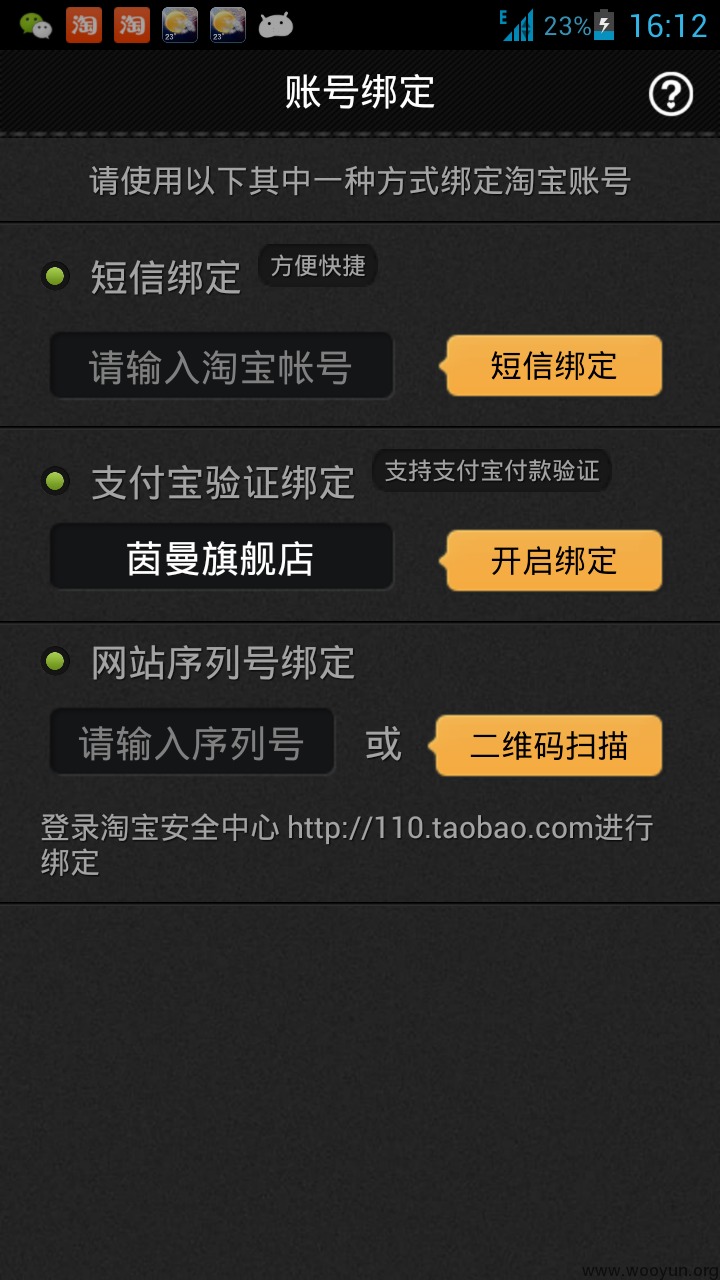 淘 淘 23° 23° E 23% 16:12
账号绑定 ?
请使用以下其中一种方式绑定淘宝账号
短信绑定 方便快捷
请输入淘宝帐号 短信绑定
支付宝验证绑定 支持支付宝付款验证
茵曼旗舰店 开启绑定
网站序列号绑定
请输入序列号 或 二维码扫描
登录淘宝安全中心 http://110.taobao.com进行
绑定
www.wooyun.org